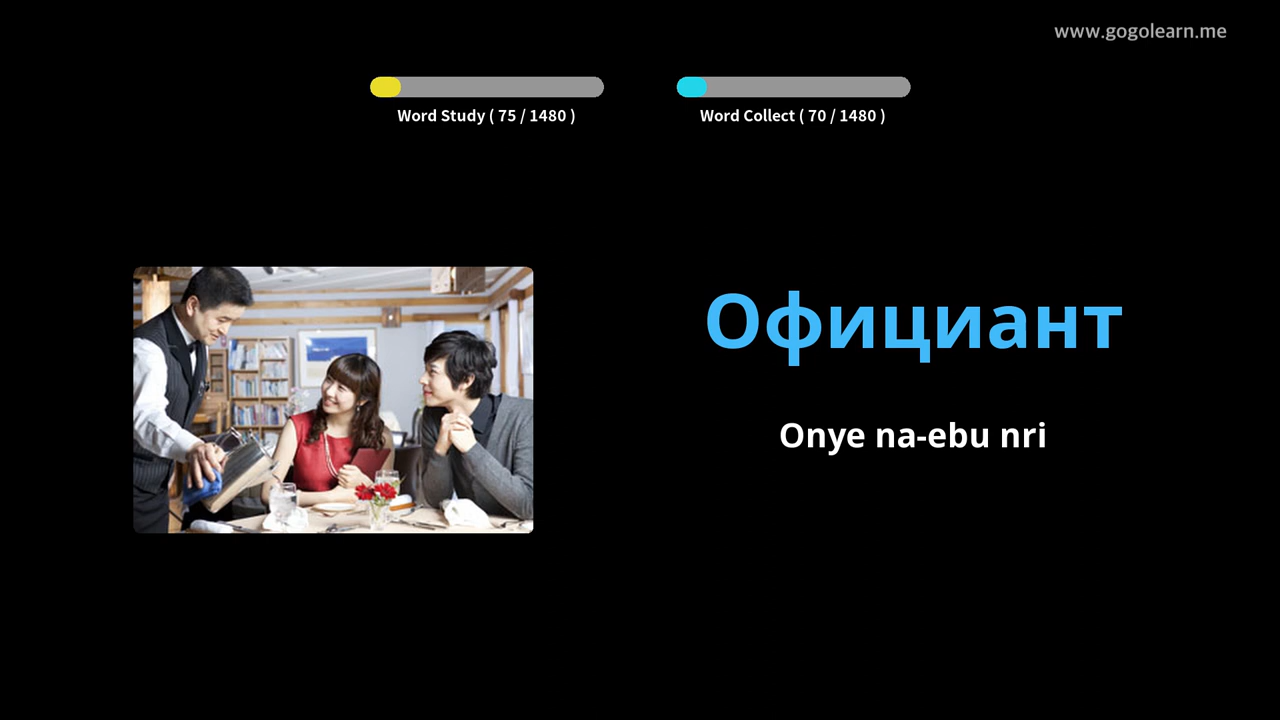 www.gogolearn.me
Word Study ( 75 / 1480 )
Word Collect ( 70 / 1480 )
Официант
Onye na-ebu nri